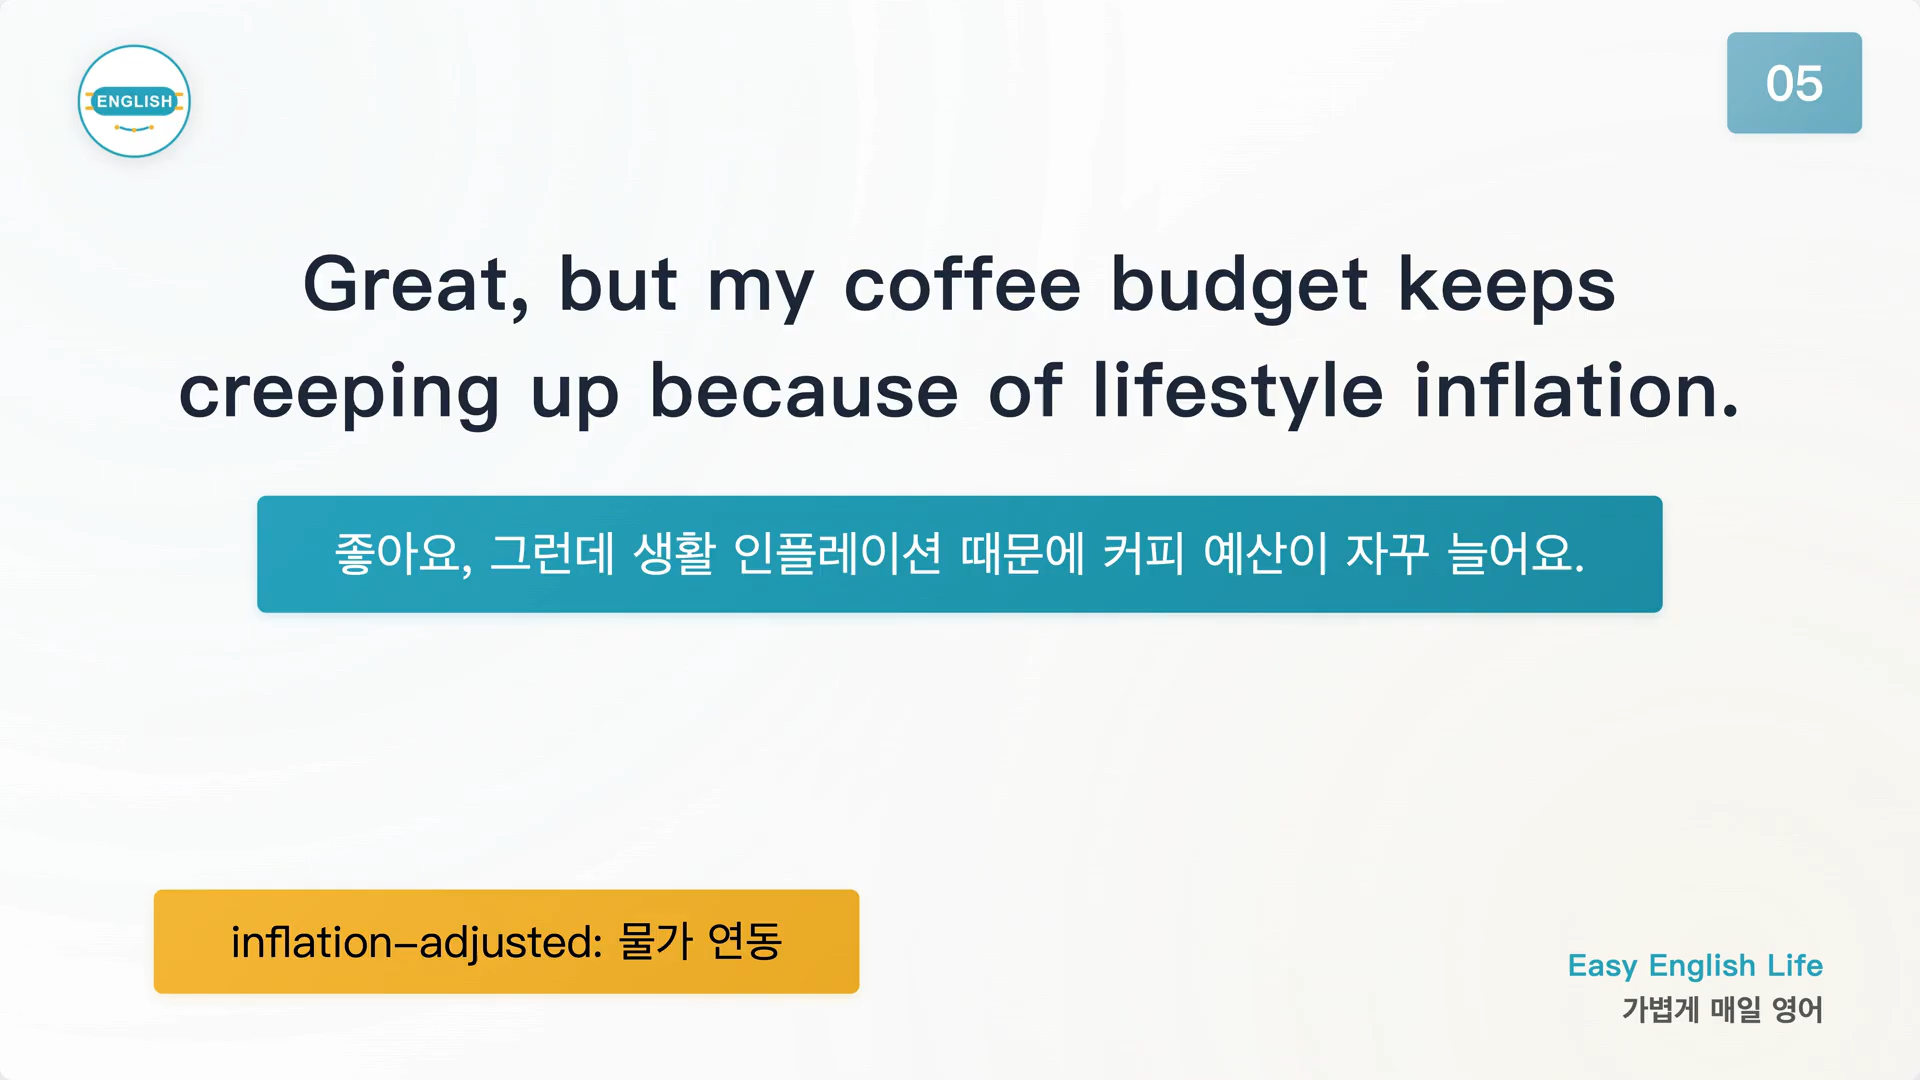 ENGLISH
05
Great, but my coffee budget keeps
creeping up because of lifestyle inflation.
좋아요, 그런데 생활 인플레이션 때문에 커피 예산이 자꾸 늘어요.
inflation-adjusted: 물가 연동
Easy English Life
가볍게 매일 영어